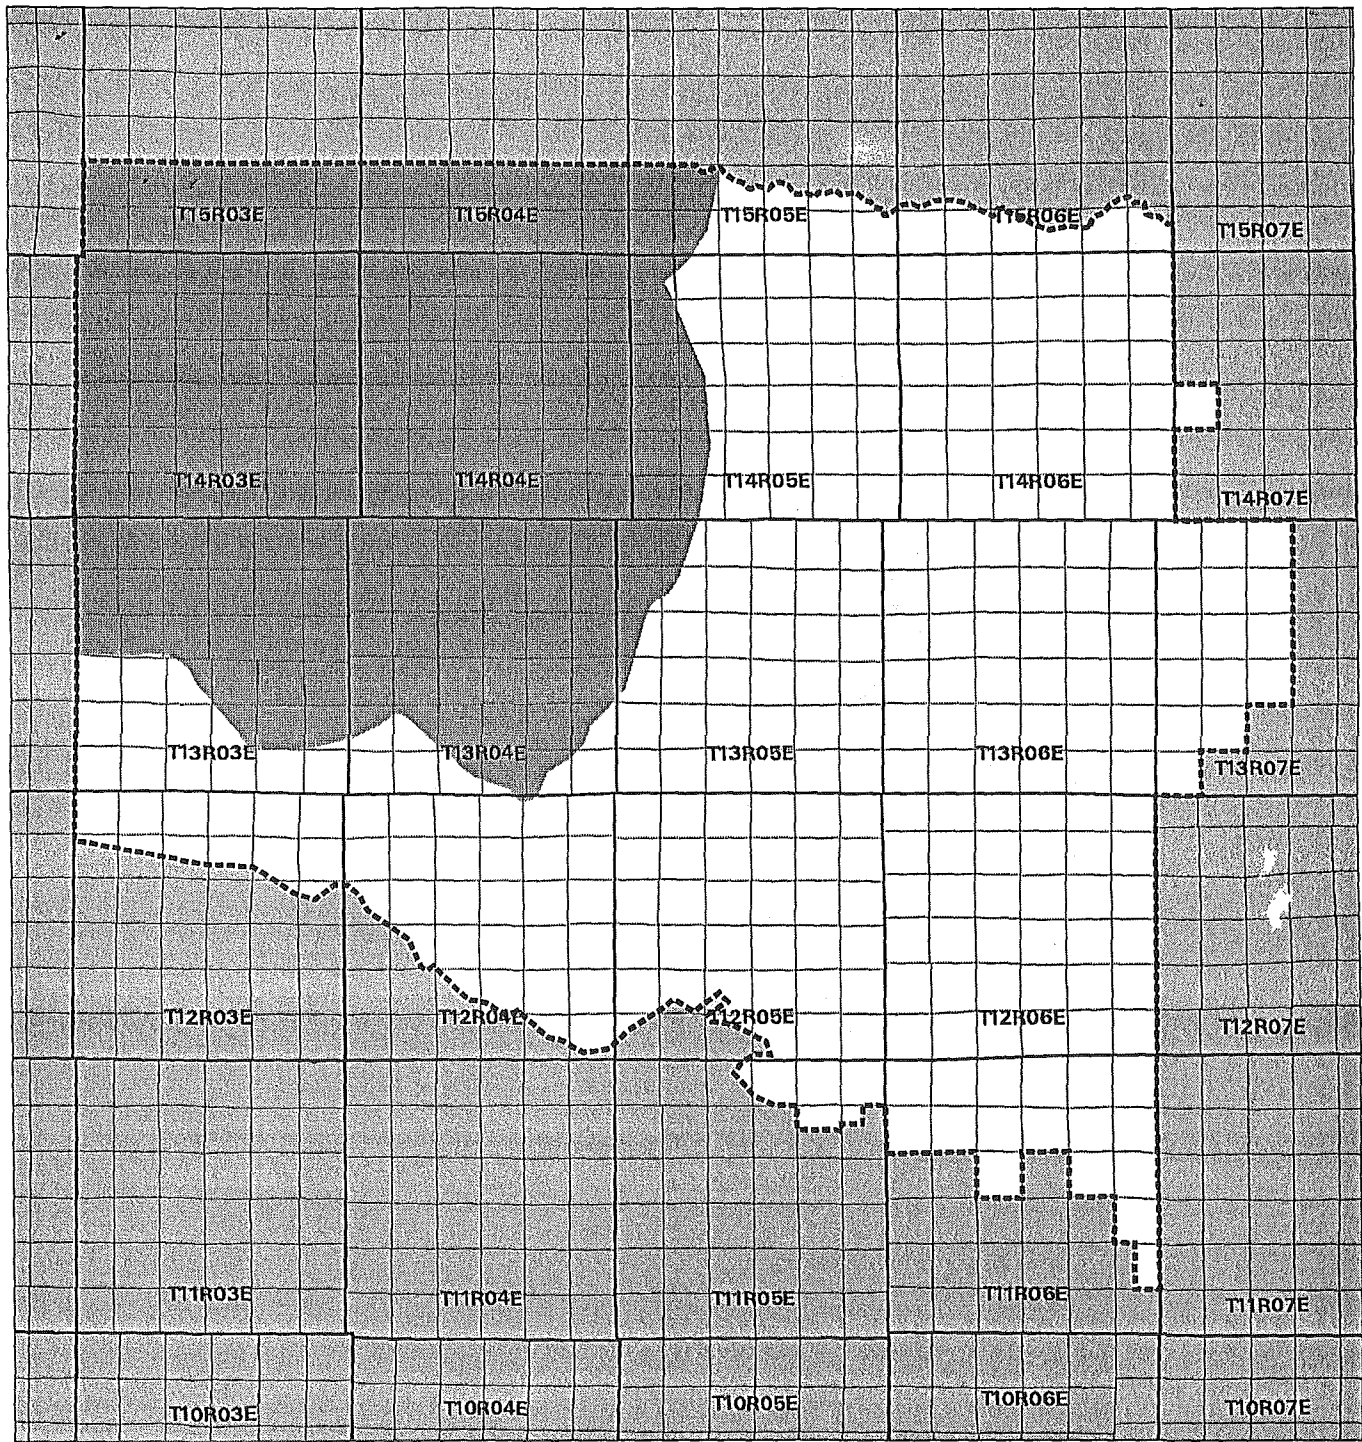 T15R03E T15R04E T15R05E T15R06E T15R07E
T14R03E T14R04E T14R05E T14R06E T14R07E
T13R03E T13R04E T13R05E T13R06E T13R07E
T12R03E T12R04E T12R05E T12R06E T12R07E
T11R03E T11R04E T11R05E T11R06E T11R07E
T10R03E T10R04E T10R05E T10R06E T10R07E